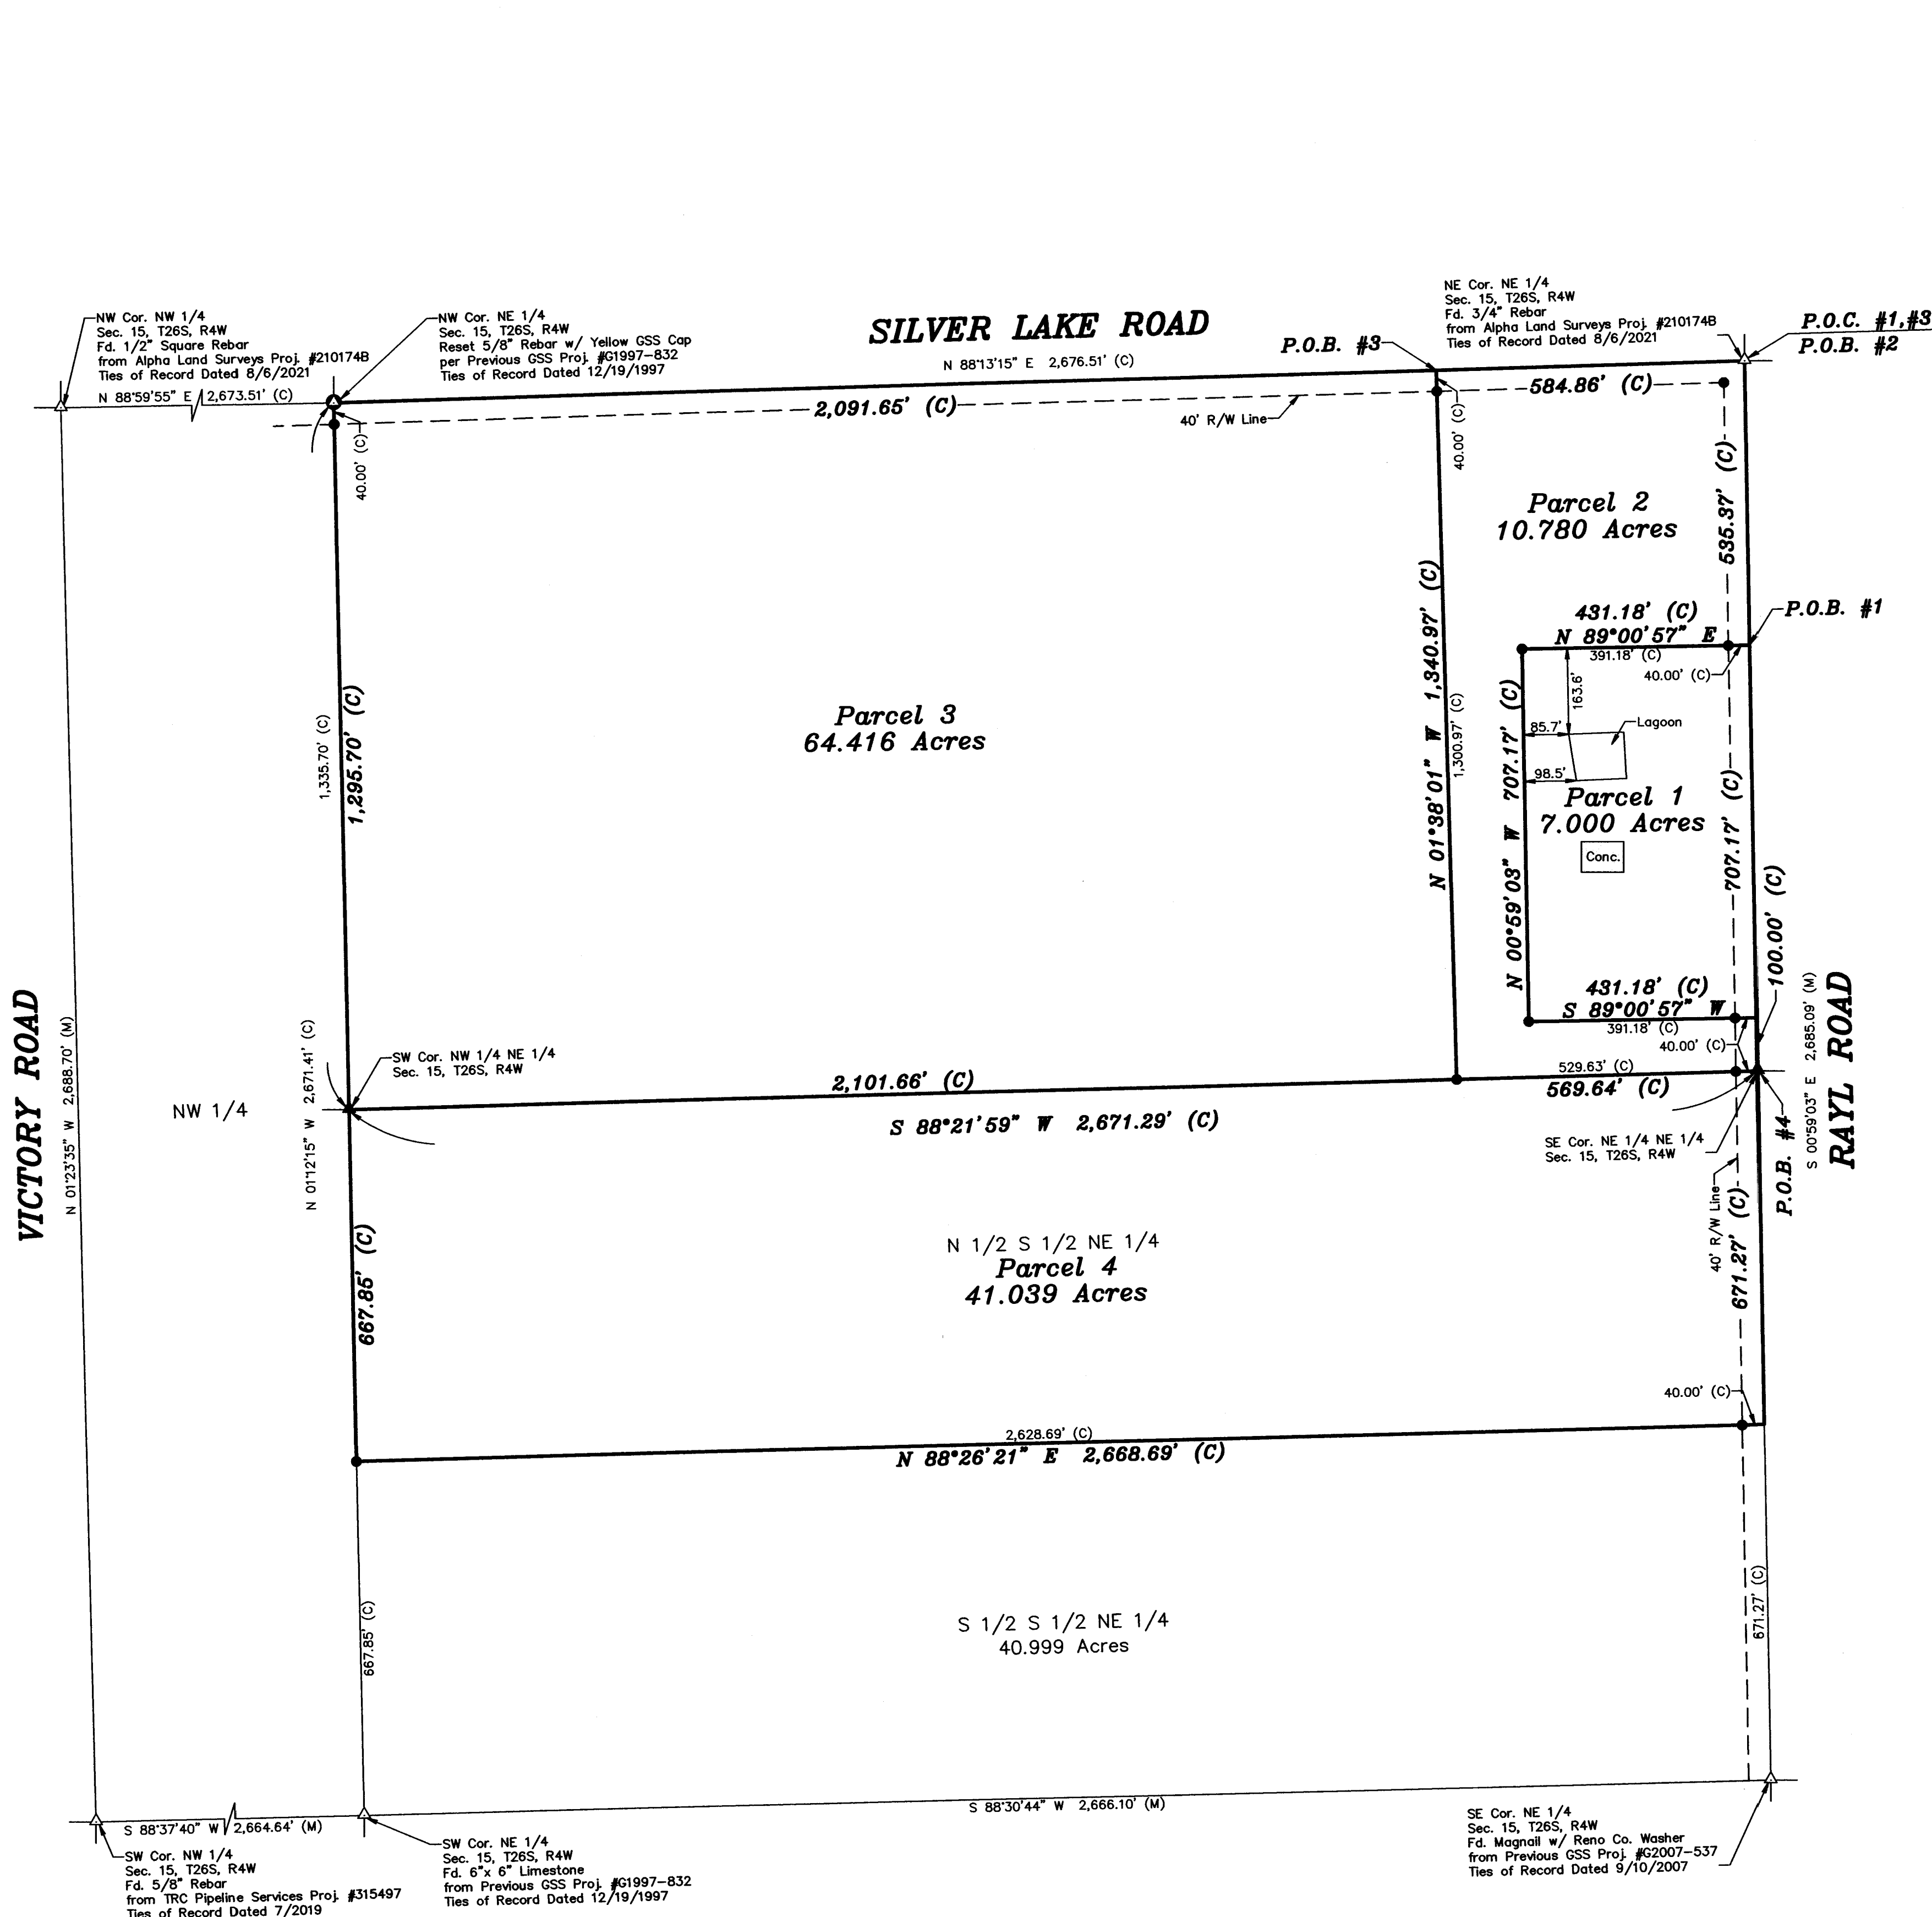 NW Cor. NW 1/4
Sec. 15, T26S, R4W
Fd. 1/2" Square Rebar
from Alpha Land Surveys Proj. #210174B
Ties of Record Dated 8/6/2021
N 88°59'55" E 2,673.51' (C)
NW Cor. NE 1/4
Sec. 15, T26S, R4W
Reset 5/8" Rebar w/ Yellow GSS Cap
per Previous GSS Proj. #G1997-832
Ties of Record Dated 12/19/1997
SILVER LAKE ROAD
N 88°13'15" E 2,676.51' (C)
P.O.B. #3
NE Cor. NE 1/4
Sec. 15, T26S, R4W
Fd. 3/4" Rebar
from Alpha Land Surveys Proj. #210174B
Ties of Record Dated 8/6/2021
P.O.C. #1,#3
P.O.B. #2
2,091.65' (C)
40' R/W Line
584.86' (C)
40.00' (C)
40.00' (C)
535.37' (C)
Parcel 2
10.780 Acres
P.O.B. #1
431.18' (C)
N 89°00'57" E
391.18' (C)
40.00' (C)
163.6'
85.7'
Lagoon
98.5'
Parcel 1
7.000 Acres
Conc.
Parcel 3
64.416 Acres
1,335.70' (C)
1,295.70' (C)
N 01°38'01" W 1,340.97' (C)
1,300.97' (C)
N 00°59'03" W 707.17' (C)
707.17' (C)
100.00' (C)
431.18' (C)
S 89°00'57" W
391.18' (C)
40.00' (C)
529.63' (C)
569.64' (C)
VICTORY ROAD
N 01°23'35" W 2,688.70' (M)
NW 1/4
N 01°12'15" W 2,671.41' (C)
SW Cor. NW 1/4 NE 1/4
Sec. 15, T26S, R4W
2,101.66' (C)
S 88°21'59" W 2,671.29' (C)
SE Cor. NE 1/4 NE 1/4
Sec. 15, T26S, R4W
P.O.B. #4
S 00°59'03" E 2,685.09' (M)
RAYL ROAD
40' R/W Line
671.27' (C)
667.85' (C)
N 1/2 S 1/2 NE 1/4
Parcel 4
41.039 Acres
40.00' (C)
2,628.69' (C)
N 88°26'21" E 2,668.69' (C)
667.85' (C)
S 1/2 S 1/2 NE 1/4
40.999 Acres
671.27' (C)
S 88°37'40" W 2,664.64' (M)
S 88°30'44" W 2,666.10' (M)
SW Cor. NW 1/4
Sec. 15, T26S, R4W
Fd. 5/8" Rebar
from TRC Pipeline Services Proj. #315497
Ties of Record Dated 7/2019
SW Cor. NE 1/4
Sec. 15, T26S, R4W
Fd. 6"x 6" Limestone
from Previous GSS Proj. #G1997-832
Ties of Record Dated 12/19/1997
SE Cor. NE 1/4
Sec. 15, T26S, R4W
Fd. Magnail w/ Reno Co. Washer
from Previous GSS Proj. #G2007-537
Ties of Record Dated 9/10/2007